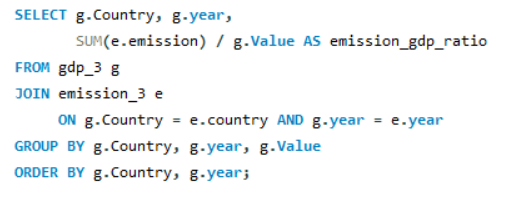 SELECT g.Country, g.year,
SUM(e.emission) / g.Value AS emission_gdp_ratio
FROM gdp_3 g
JOIN emission_3 e
ON g.Country = e.country AND g.year = e.year
GROUP BY g.Country, g.year, g.Value
ORDER BY g.Country, g.year;